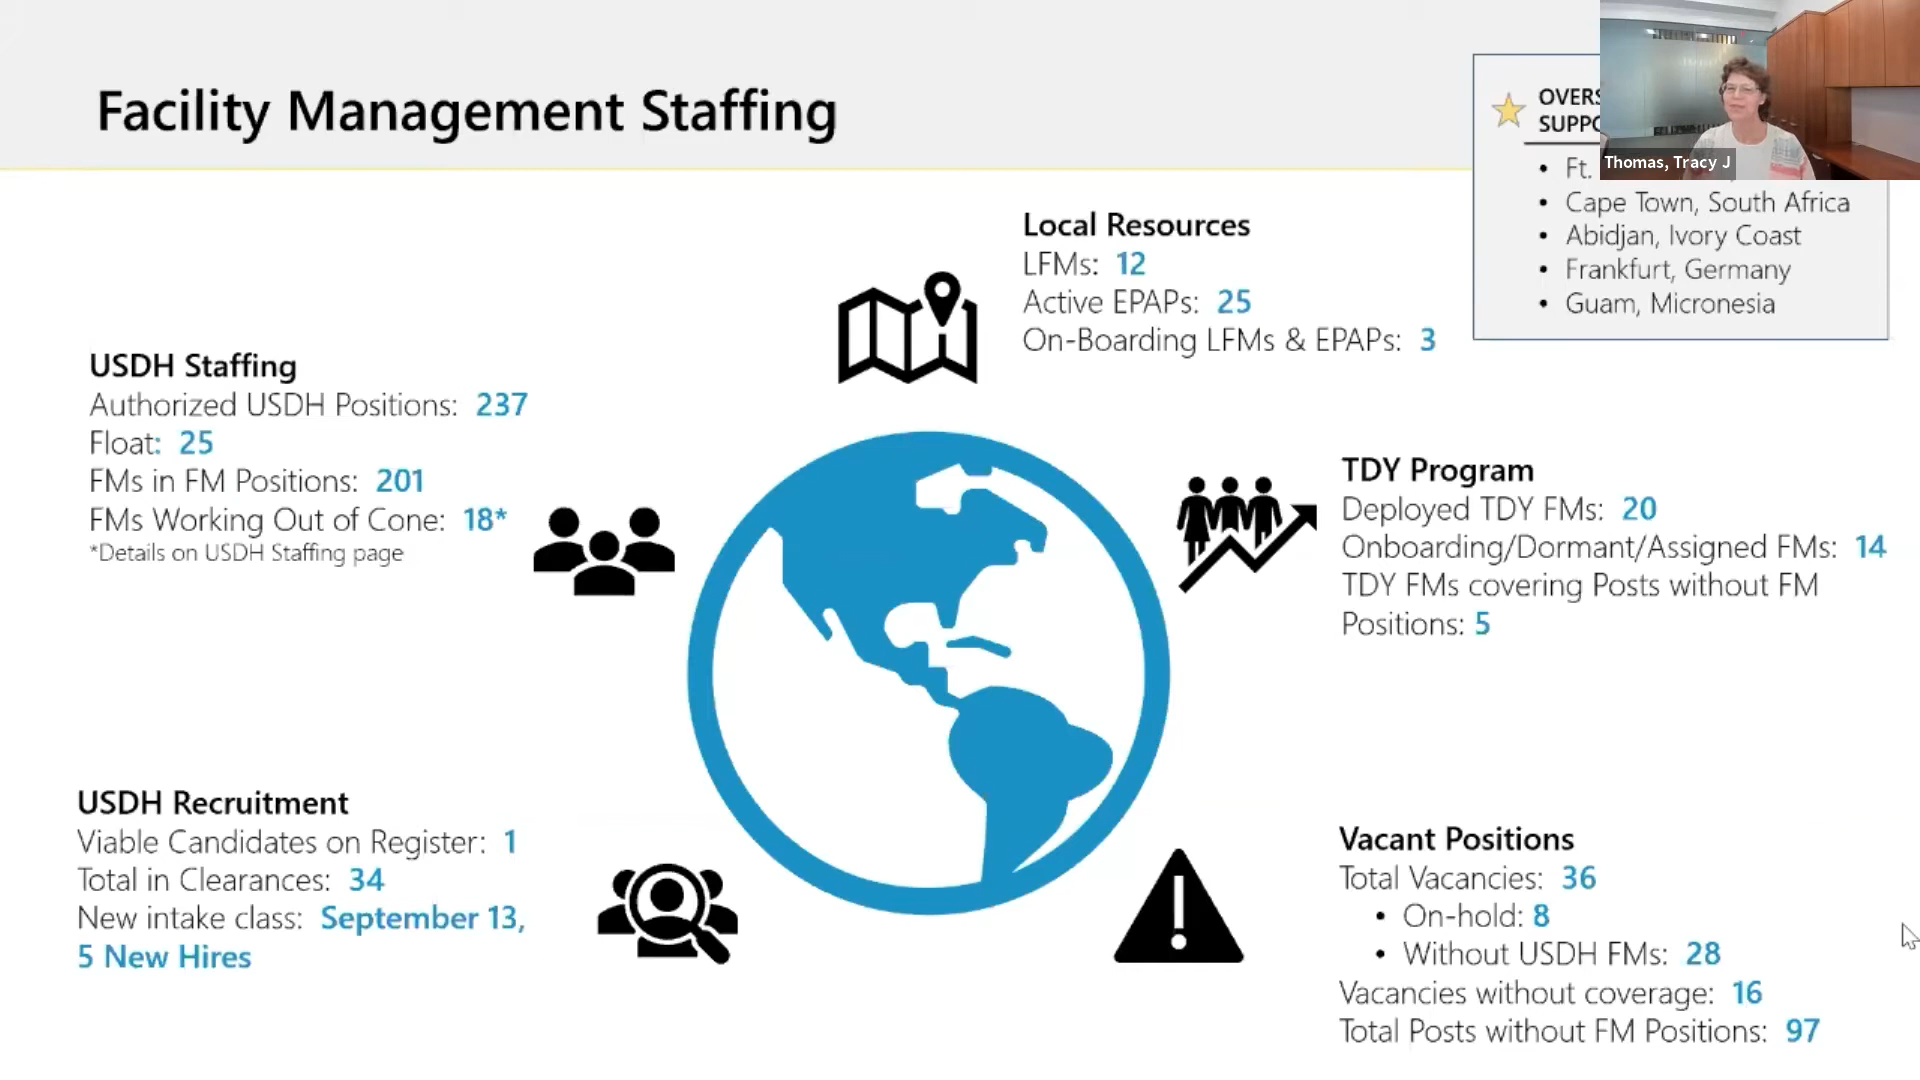 Facility Management Staffing
Thomas, Tracy J
• Ft.
• Cape Town, South Africa
• Abidjan, Ivory Coast
• Frankfurt, Germany
• Guam, Micronesia
Local Resources
LFMs: 12
Active EPAPs: 25
On-Boarding LFMs & EPAPs: 3
USDH Staffing
Authorized USDH Positions: 237
Float: 25
FMs in FM Positions: 201
FMs Working Out of Cone: 18*
*Details on USDH Staffing page
TDY Program
Deployed TDY FMs: 20
Onboarding/Dormant/Assigned FMs: 14
TDY FMs covering Posts without FM
Positions: 5
USDH Recruitment
Viable Candidates on Register: 1
Total in Clearances: 34
New intake class: September 13,
5 New Hires
Vacant Positions
Total Vacancies: 36
• On-hold: 8
• Without USDH FMs: 28
Vacancies without coverage: 16
Total Posts without FM Positions: 97